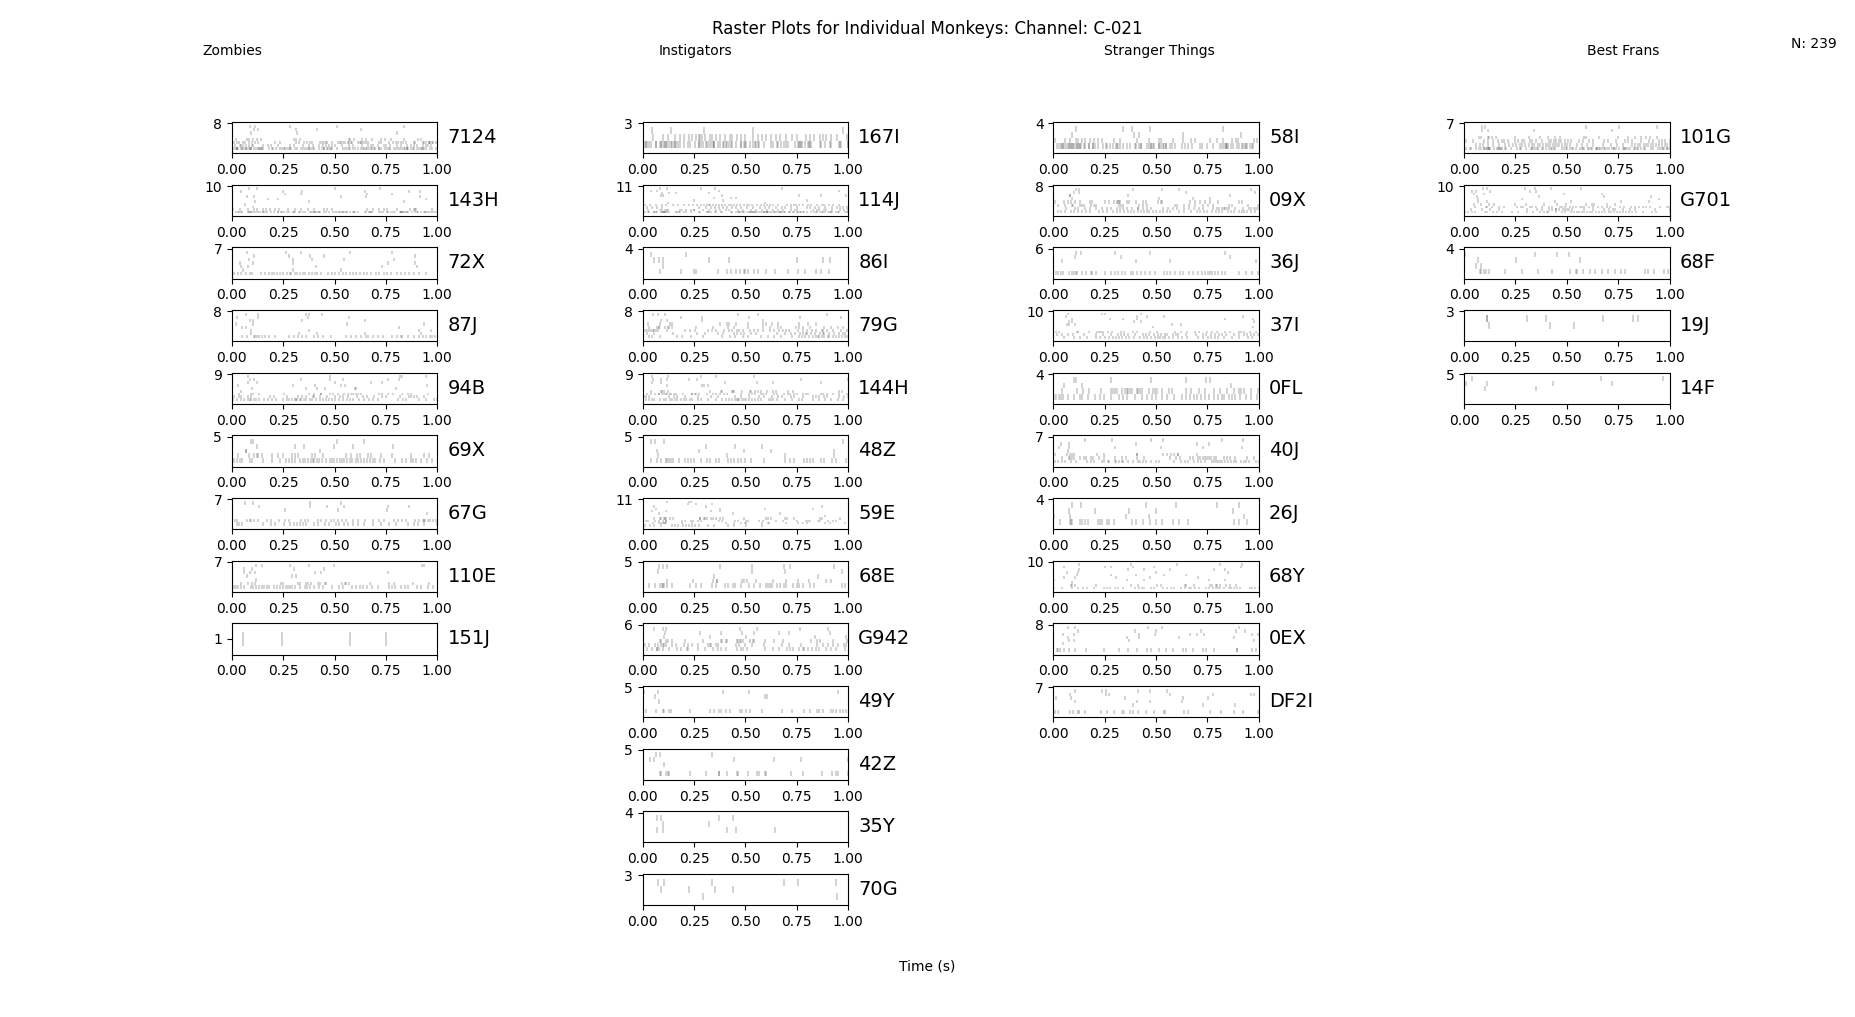 Raster Plots for Individual Monkeys: Channel: C-021
Zombies Instigators Stranger Things Best Frans N: 239
8 7124 3 167I 4 58I 7 101G
0.00 0.25 0.50 0.75 1.00 0.00 0.25 0.50 0.75 1.00 0.00 0.25 0.50 0.75 1.00 0.00 0.25 0.50 0.75 1.00
10 143H 11 114J 8 09X 10 G701
0.00 0.25 0.50 0.75 1.00 0.00 0.25 0.50 0.75 1.00 0.00 0.25 0.50 0.75 1.00 0.00 0.25 0.50 0.75 1.00
7 72X 4 86I 6 36J 4 68F
0.00 0.25 0.50 0.75 1.00 0.00 0.25 0.50 0.75 1.00 0.00 0.25 0.50 0.75 1.00 0.00 0.25 0.50 0.75 1.00
8 87J 8 79G 10 37I 3 19J
0.00 0.25 0.50 0.75 1.00 0.00 0.25 0.50 0.75 1.00 0.00 0.25 0.50 0.75 1.00 0.00 0.25 0.50 0.75 1.00
9 94B 9 144H 4 0FL 5 14F
0.00 0.25 0.50 0.75 1.00 0.00 0.25 0.50 0.75 1.00 0.00 0.25 0.50 0.75 1.00 0.00 0.25 0.50 0.75 1.00
5 69X 5 48Z 7 40J
0.00 0.25 0.50 0.75 1.00 0.00 0.25 0.50 0.75 1.00 0.00 0.25 0.50 0.75 1.00
7 67G 11 59E 4 26J
0.00 0.25 0.50 0.75 1.00 0.00 0.25 0.50 0.75 1.00 0.00 0.25 0.50 0.75 1.00
7 110E 5 68E 10 68Y
0.00 0.25 0.50 0.75 1.00 0.00 0.25 0.50 0.75 1.00 0.00 0.25 0.50 0.75 1.00
1 151J 6 G942 8 0EX
0.00 0.25 0.50 0.75 1.00 0.00 0.25 0.50 0.75 1.00 0.00 0.25 0.50 0.75 1.00
5 49Y 7 DF2I
0.00 0.25 0.50 0.75 1.00 0.00 0.25 0.50 0.75 1.00
5 42Z
0.00 0.25 0.50 0.75 1.00
4 35Y
0.00 0.25 0.50 0.75 1.00
3 70G
0.00 0.25 0.50 0.75 1.00
Time (s)